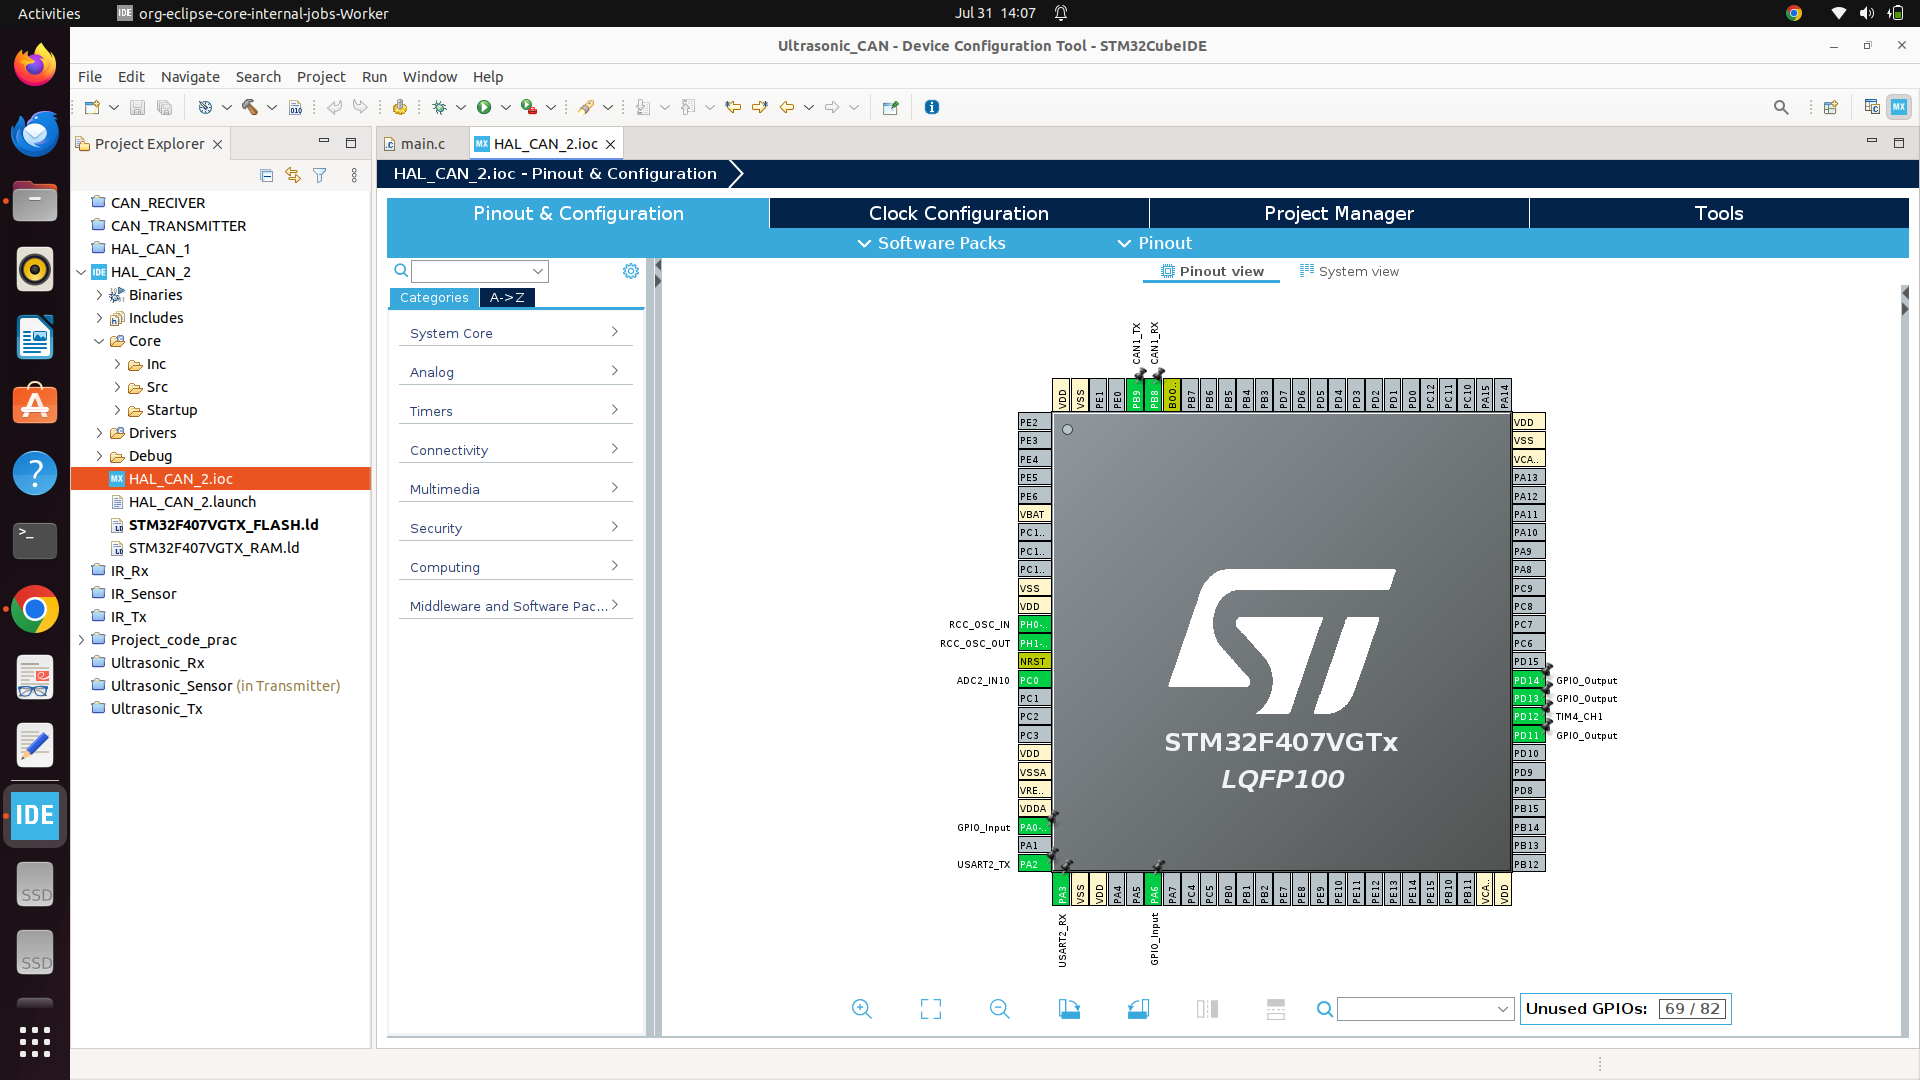 Activities
org-eclipse-core-internal-jobs-Worker
Jul 31 14:07
Ultrasonic_CAN - Device Configuration Tool - STM32CubeIDE
File Edit Navigate Search Project Run Window Help
Project Explorer
main.c
HAL_CAN_2.ioc
HAL_CAN_2.ioc - Pinout & Configuration
CAN_RECIVER
CAN_TRANSMITTER
HAL_CAN_1
HAL_CAN_2
Binaries
Includes
Core
Inc
Src
Startup
Drivers
Debug
HAL_CAN_2.ioc
HAL_CAN_2.launch
STM32F407VGTX_FLASH.ld
STM32F407VGTX_RAM.ld
IR_Rx
IR_Sensor
IR_Tx
Project_code_prac
Ultrasonic_Rx
Ultrasonic_Sensor (in Transmitter)
Ultrasonic_Tx
Pinout & Configuration
Clock Configuration
Project Manager
Tools
Software Packs
Pinout
Categories
A->Z
System Core
Analog
Timers
Connectivity
Multimedia
Security
Computing
Middleware and Software Pac...
Pinout view
System view
CAN1_TX
CAN1_RX
VDD VSS PE1 PE0 PB9 PB8 BOO.. PB7 PB6 PB5 PB4 PB3 PD7 PD6 PD5 PD4 PD3 PD2 PD1 PD0 PC12 PC11 PC10 PA15 PA14
PE2
PE3
PE4
PE5
PE6
VBAT
PC1..
PC1..
PC1..
VSS
VDD
RCC_OSC_IN PH0-..
RCC_OSC_OUT PH1-..
NRST
ADC2_IN10 PC0
PC1
PC2
PC3
VDD
VSSA
VRE..
VDDA
GPIO_Input PA0-..
PA1
USART2_TX PA2
STM32F407VGTx
LQFP100
VDD
VSS
VCA..
PA13
PA12
PA11
PA10
PA9
PA8
PC9
PC8
PC7
PC6
PD15
PD14 GPIO_Output
PD13 GPIO_Output
PD12 TIM4_CH1
PD11 GPIO_Output
PD10
PD9
PD8
PB15
PB14
PB13
PB12
PA3 VSS VDD PA4 PA5 PA6 PA7 PC4 PC5 PB0 PB1 PB2 PE7 PE8 PE9 PE10 PE11 PE12 PE13 PE14 PE15 PB10 PB11 VCA.. VDD
USART2_RX
GPIO_Input
Unused GPIOs: 69 / 82
IDE
SSD
SSD